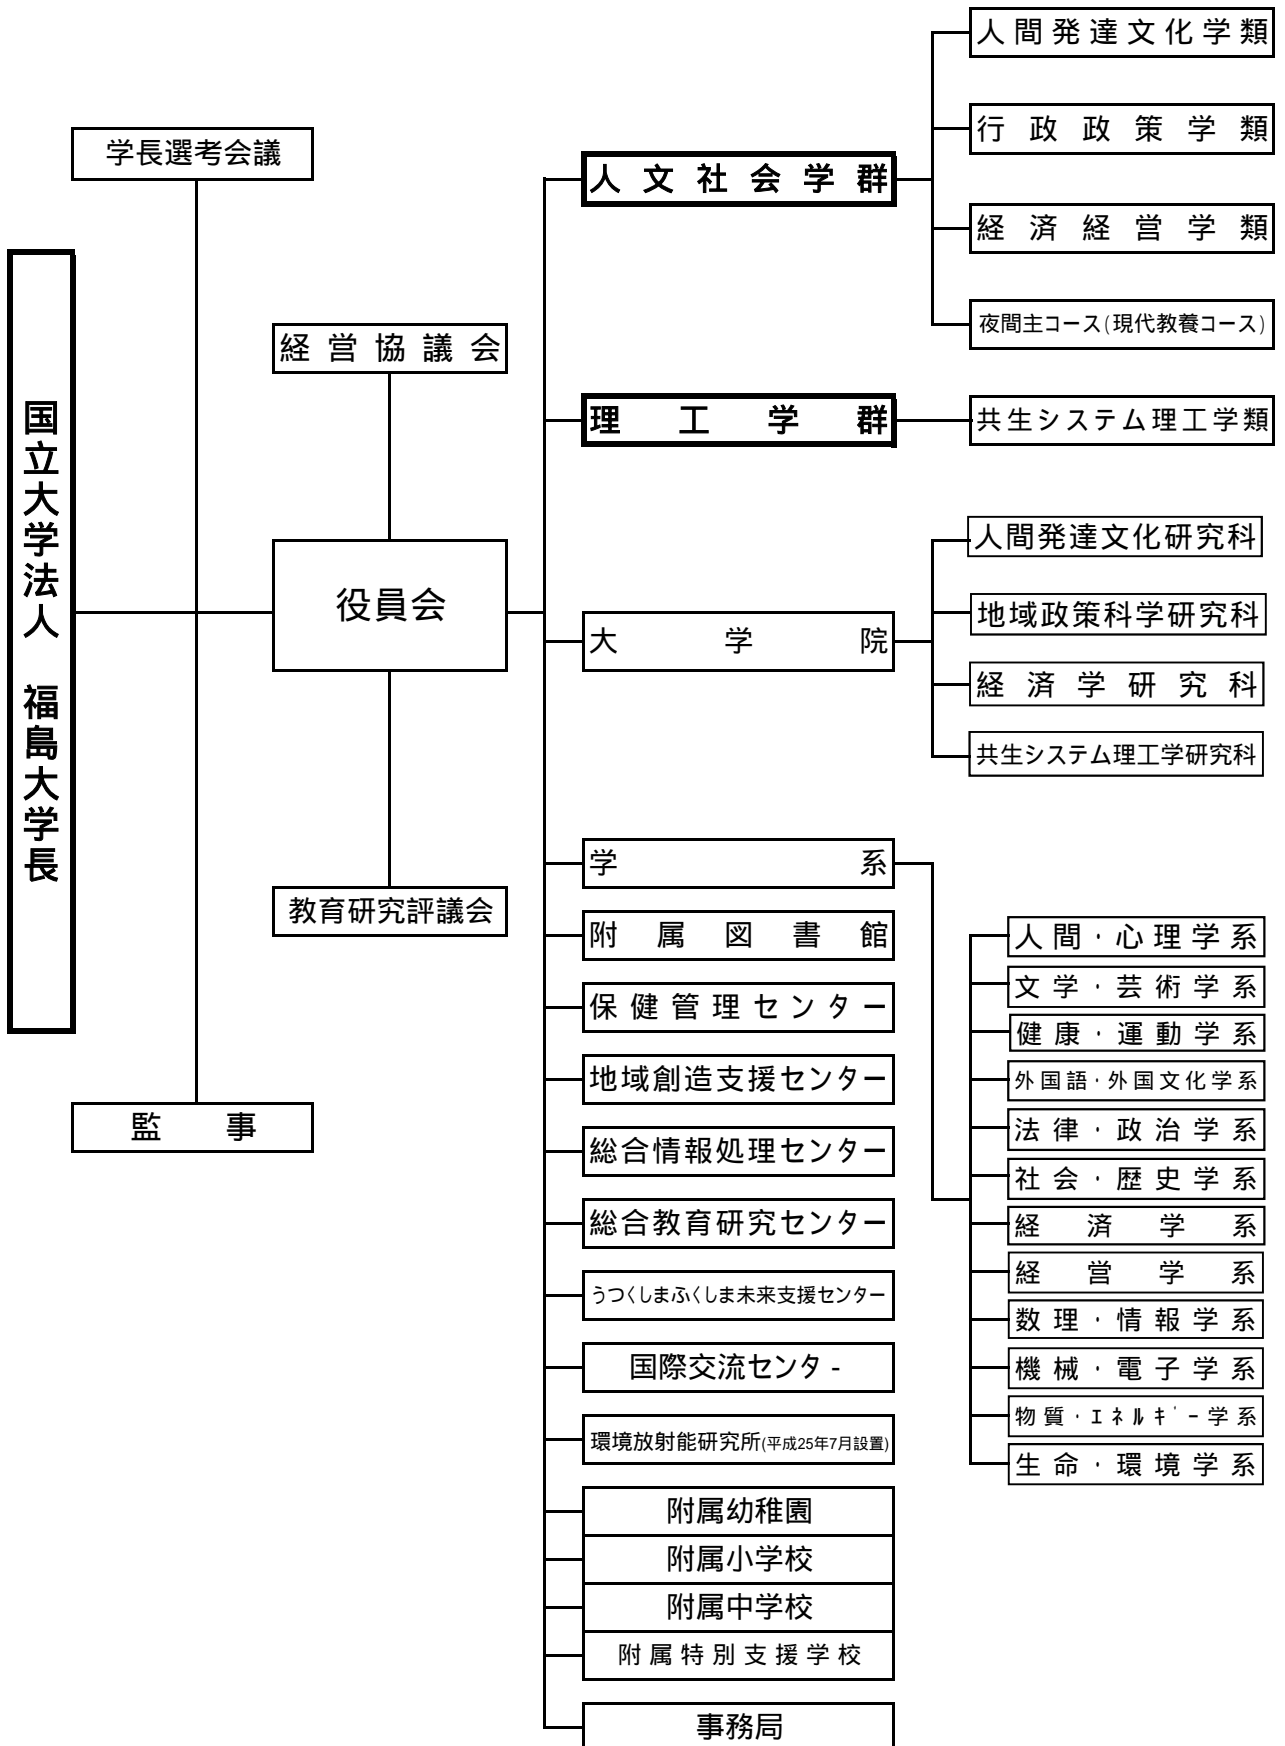 国立大学法人 福島大学長
学長選考会議
監事
経営協議会
役員会
教育研究評議会
人文社会学群
人間発達文化学類
行政政策学類
経済経営学類
夜間主コース(現代教養コース)
理工学群
共生システム理工学類
大学院
人間発達文化研究科
地域政策科学研究科
経済学研究科
共生システム理工学研究科
学系
人間・心理学系
文学・芸術学系
健康・運動学系
外国語・外国文化学系
法律・政治学系
社会・歴史学系
経済学系
経営学系
数理・情報学系
機械・電子学系
物質・エネルギー学系
生命・環境学系
附属図書館
保健管理センター
地域創造支援センター
総合情報処理センター
総合教育研究センター
うつくしまふくしま未来支援センター
国際交流センタ-
環境放射能研究所(平成25年7月設置)
附属幼稚園
附属小学校
附属中学校
附属特別支援学校
事務局